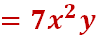 = 7x²y